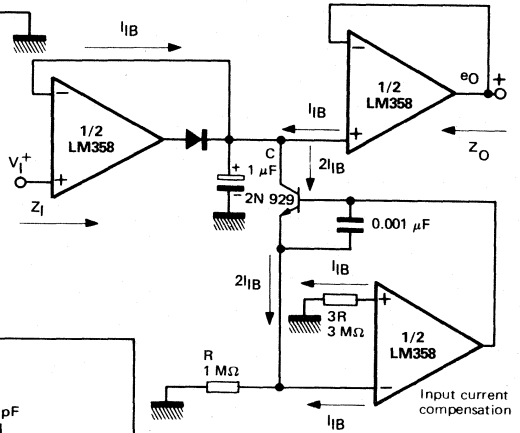 IIB
eO
+
−
1/2
LM358
+
−
1/2
LM358
+
IIB
C
ZO
VI+
ZI
+
1 µF
−
2IIB
2N 929
0.001 µF
2IIB
IIB
+
3R
3 MΩ
1/2
LM358
R
1 MΩ
−
IIB
Input current
compensation
pF